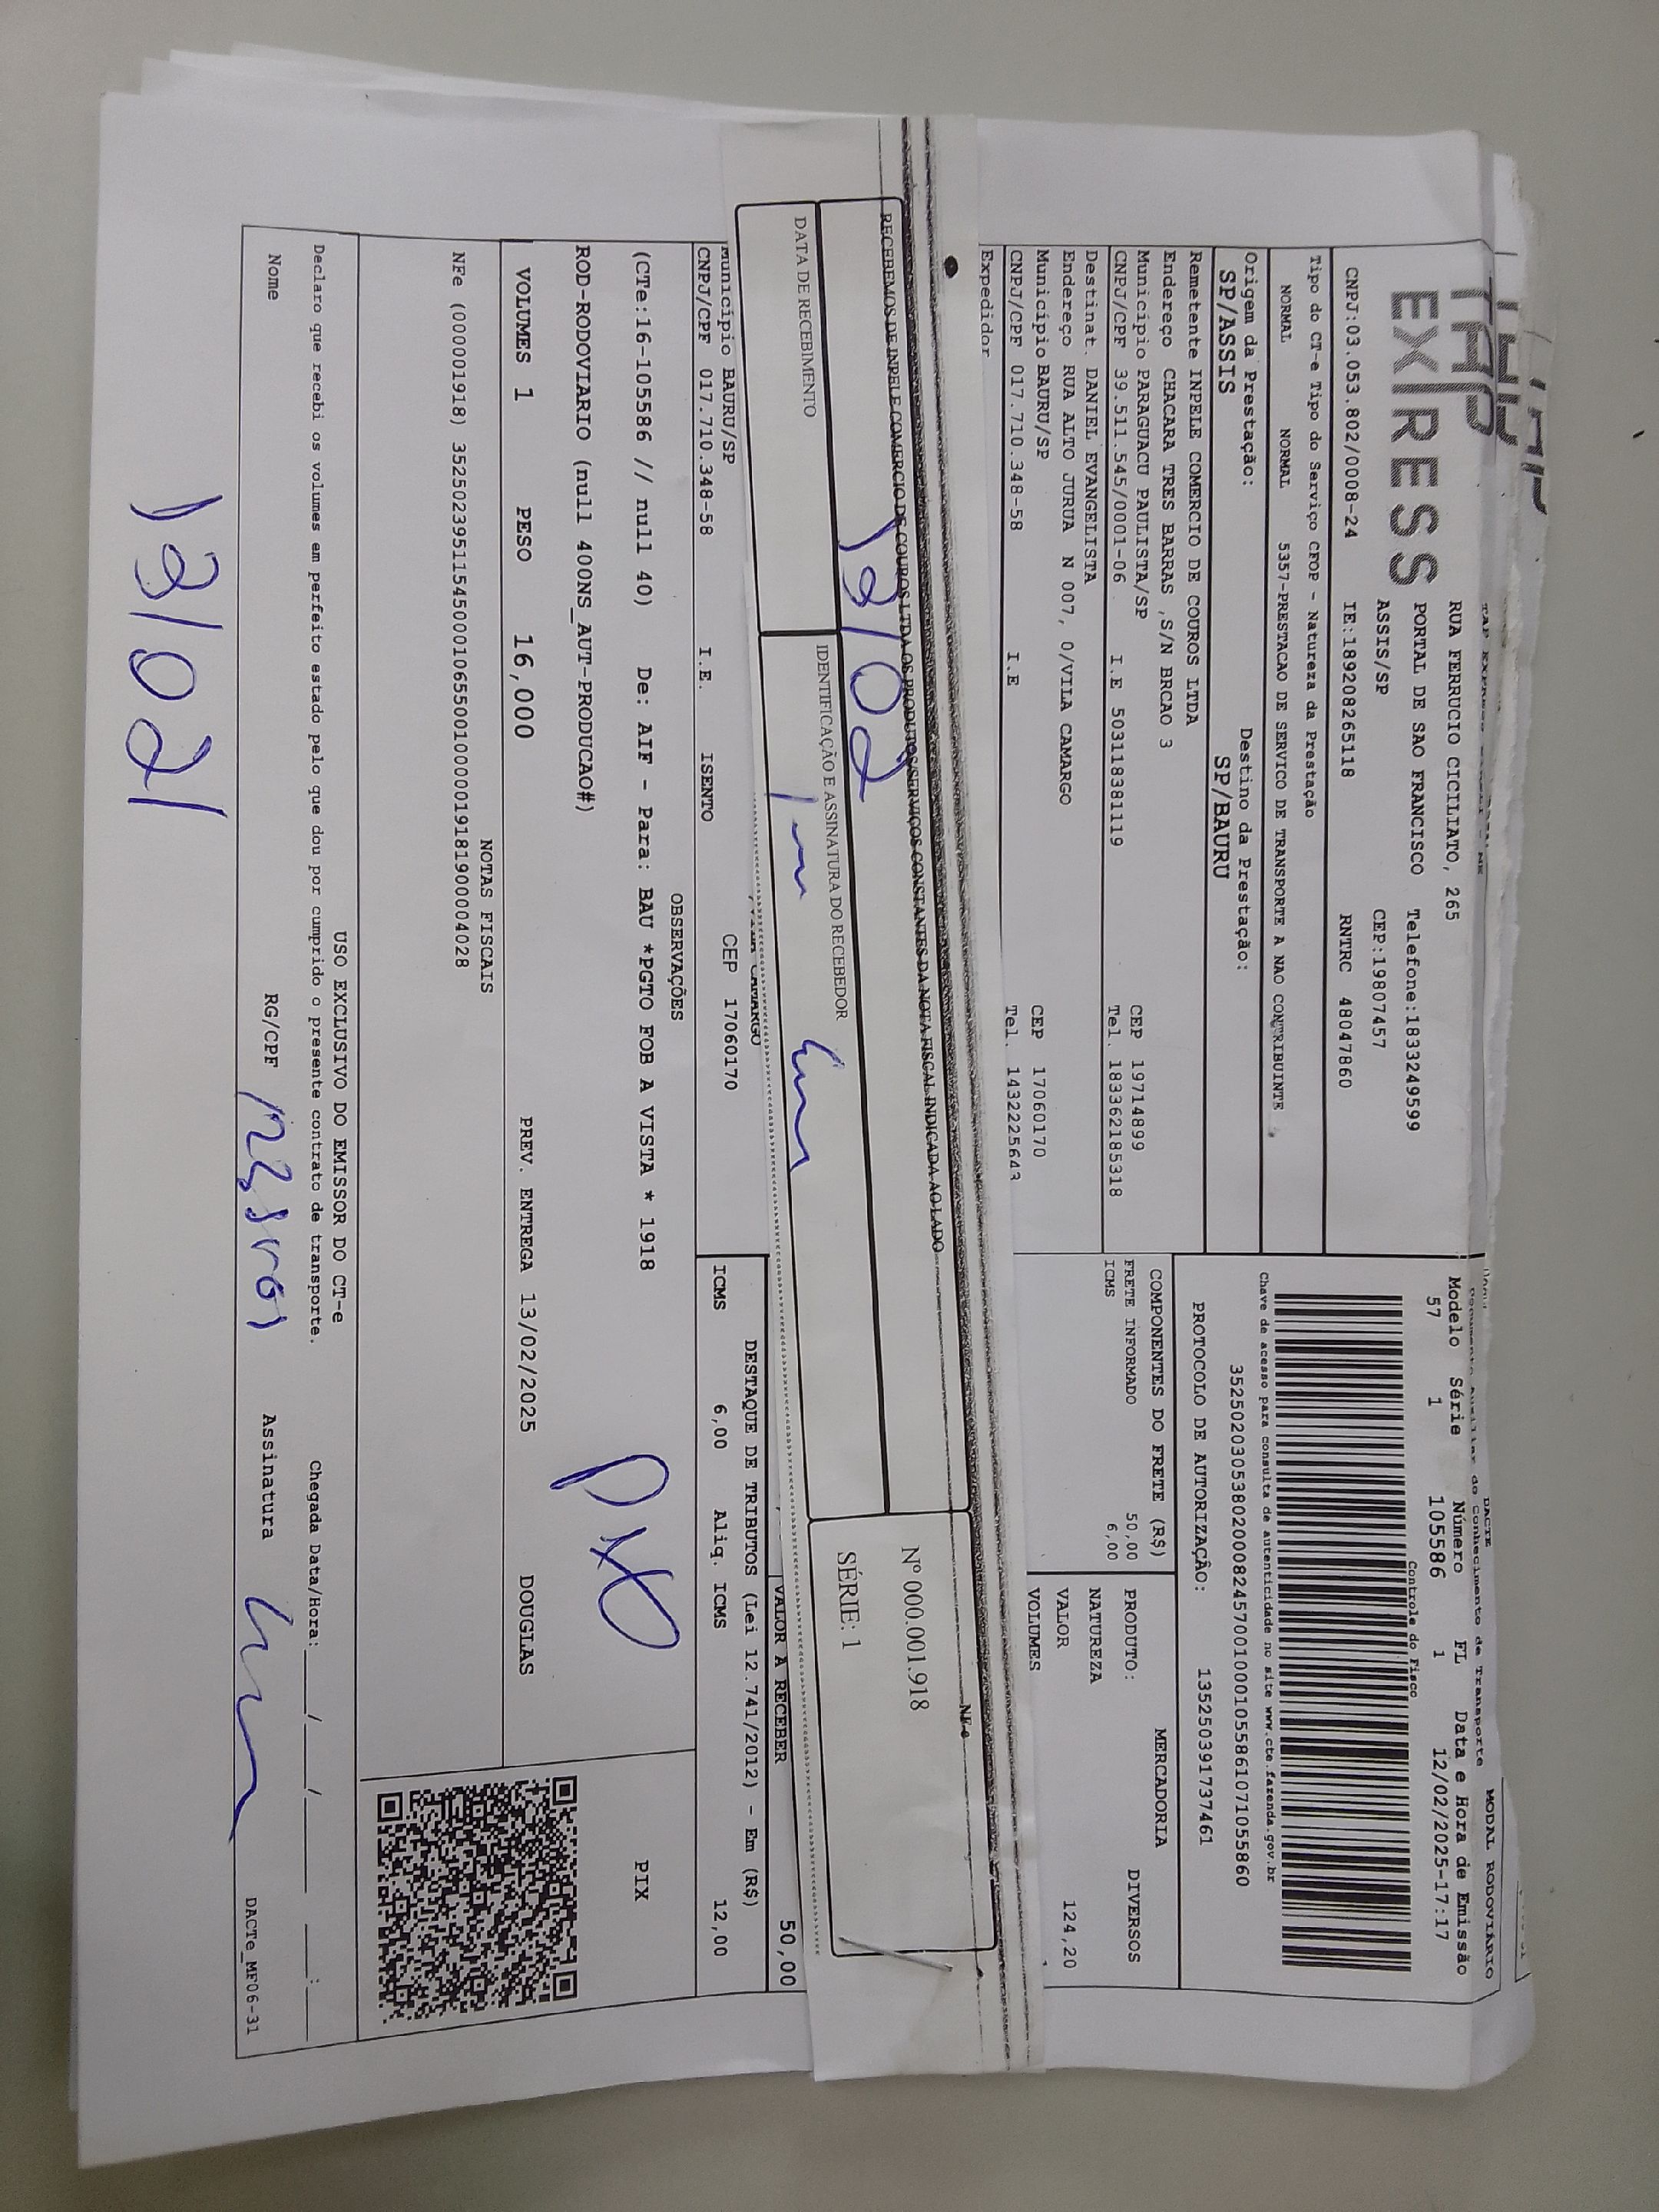 TAP
EXPRESS
RUA FERRUCIO CICILIATO, 265
PORTAL DE SAO FRANCISCO Telefone:1833249599
ASSIS/SP CEP:19807457
CNPJ:03.053.802/0008-24 IE:189208265118 RNTRC 48047860
Tipo do CT-e Tipo do Serviço CFOP - Natureza da Prestação
NORMAL NORMAL 5357-PRESTACAO DE SERVICO DE TRANSPORTE A NAO CONTRIBUINTE
Origem da Prestação: Destino da Prestação:
SP/ASSIS SP/BAURU
Remetente INPELE COMERCIO DE COUROS LTDA
Endereço CHACARA TRES BARRAS ,S/N BRCAO 3
Município PARAGUACU PAULISTA/SP CEP 19714899
CNPJ/CPF 39.511.545/0001-06 I.E 503118381119 Tel. 18336218 5318
Destinat. DANIEL EVANGELISTA
Endereço RUA ALTO JURUA N 007, 0/VILA CAMARGO
Município BAURU/SP CEP 17060170
CNPJ/CPF 017.710.348-58 I.E Tel. 1432225643
Expedidor
DACTE
Documento Auxiliar do Conhecimento de Transporte
MODAL RODOVIÁRIO
Modelo Série Número FL Data e Hora de Emissão
57 1 105586 1 12/02/2025-17:17
Controle do Fisco
Chave de acesso para consulta de autenticidade no site www.cte.fazenda.gov.br
35250203053802000824570010001055861071055860
PROTOCOLO DE AUTORIZAÇÃO: 135250391737461
COMPONENTES DO FRETE (R$)
FRETE INFORMADO 50,00
ICMS 6,00
MERCADORIA
PRODUTO: DIVERSOS
NATUREZA
VALOR 124,20
VOLUMES
RECEBEMOS DE INPELE COMERCIO DE COUROS LTDA OS PRODUTOS/SERVIÇOS CONSTANTES DA NOTA FISCAL INDICADA AO LADO
NF-e
13/02
DATA DE RECEBIMENTO
IDENTIFICAÇÃO E ASSINATURA DO RECEBEDOR
Nº 000.001.918
SÉRIE: 1
VALOR A RECEBER 50,00
Município BAURU/SP CEP 17060170
CNPJ/CPF 017.710.348-58 I.E. ISENTO
DESTAQUE DE TRIBUTOS (Lei 12.741/2012) - Em (R$)
ICMS 6,00 Aliq. ICMS 12,00
OBSERVAÇÕES
(CTe:16-105586 // null 40) De: AIF - Para: BAU *PGTO FOB A VISTA * 1918
ROD-RODOVIARIO (null 400NS_AUT-PRODUCAO#)
PIX
VOLUMES 1 PESO 16,000 PREV. ENTREGA 13/02/2025 DOUGLAS
NOTAS FISCAIS
NFe (000001918) 35250239511545000106550010000019181900004028
USO EXCLUSIVO DO EMISSOR DO CT-e
Declaro que recebi os volumes em perfeito estado pelo que dou por cumprido o presente contrato de transporte. Chegada Data/Hora: ___/___/___ __:__
Nome RG/CPF Assinatura
DACTe_MF06-31
13/02/